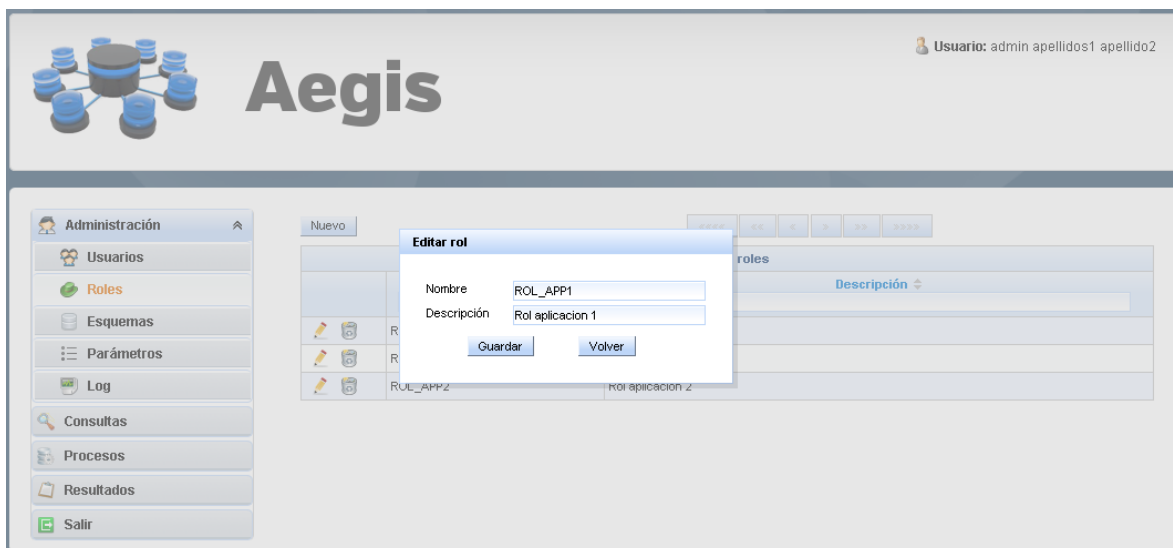 Usuario: admin apellidos1 apellido2
Aegis
Administración
Usuarios
Roles
Esquemas
Parámetros
Log
Consultas
Procesos
Resultados
Salir
Nuevo
<<<< << < > >> >>>>
roles
Descripción
Editar rol
Nombre ROL_APP1
Descripción Rol aplicacion 1
Guardar Volver
R
R
ROL_APP2 Rol aplicacion 2